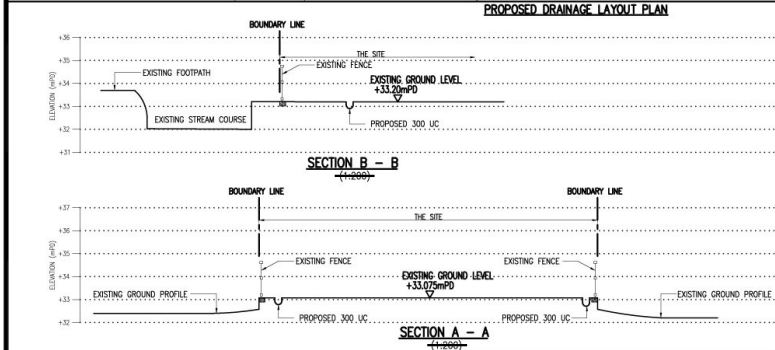 PROPOSED DRAINAGE LAYOUT PLAN
BOUNDARY LINE
+36
THE SITE
+35
EXISTING FENCE
EXISTING FOOTPATH
EXISTING GROUND LEVEL
+34
+33.20mPD
ELEVATION (mPD)
+33
EXISTING STREAM COURSE
PROPOSED 300 UC
+32
+31
SECTION B - B
(1:200)
BOUNDARY LINE
BOUNDARY LINE
+37
THE SITE
+36
+35
EXISTING FENCE
EXISTING FENCE
ELEVATION (mPD)
+34
EXISTING GROUND LEVEL
+33.075mPD
EXISTING GROUND PROFILE
EXISTING GROUND PROFILE
+33
PROPOSED 300 UC
PROPOSED 300 UC
+32
SECTION A - A
(1:200)